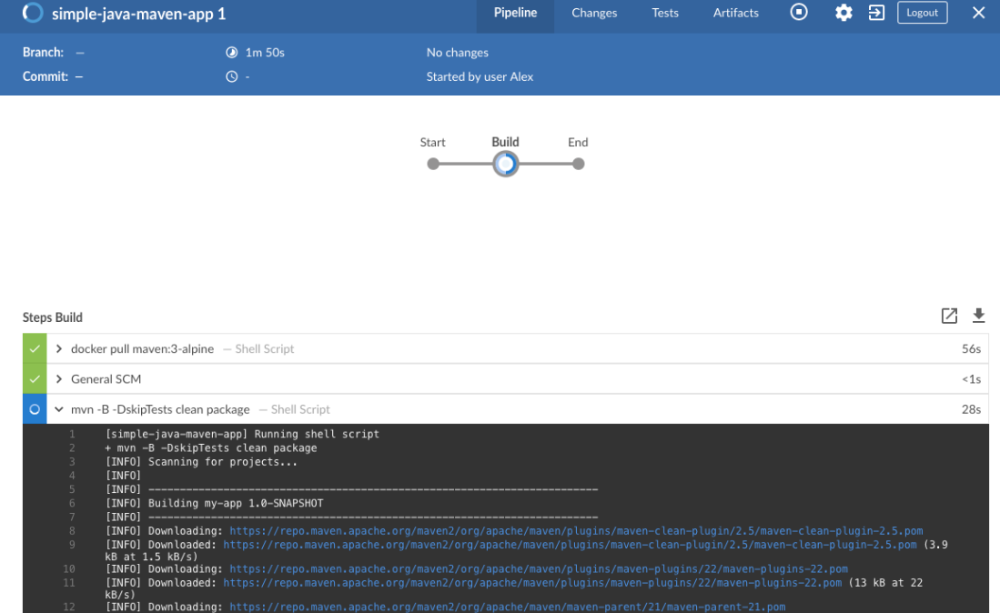 simple-java-maven-app 1
Pipeline Changes Tests Artifacts Logout
Branch: — 1m 50s No changes
Commit: — - Started by user Alex
Start Build End
Steps Build
docker pull maven:3-alpine — Shell Script 56s
General SCM <1s
mvn -B -DskipTests clean package — Shell Script 28s
1 [simple-java-maven-app] Running shell script
2 + mvn -B -DskipTests clean package
3 [INFO] Scanning for projects...
4 [INFO]
5 [INFO] ------------------------------------------------------------------------
6 [INFO] Building my-app 1.0-SNAPSHOT
7 [INFO] ------------------------------------------------------------------------
8 [INFO] Downloading: https://repo.maven.apache.org/maven2/org/apache/maven/plugins/maven-clean-plugin/2.5/maven-clean-plugin-2.5.pom
9 [INFO] Downloaded: https://repo.maven.apache.org/maven2/org/apache/maven/plugins/maven-clean-plugin/2.5/maven-clean-plugin-2.5.pom (3.9
kB at 1.5 kB/s)
10 [INFO] Downloading: https://repo.maven.apache.org/maven2/org/apache/maven/plugins/maven-plugins/22/maven-plugins-22.pom
11 [INFO] Downloaded: https://repo.maven.apache.org/maven2/org/apache/maven/plugins/maven-plugins/22/maven-plugins-22.pom (13 kB at 22
kB/s)
12 [INFO] Downloading: https://repo.maven.apache.org/maven2/org/apache/maven/maven-parent/21/maven-parent-21.pom